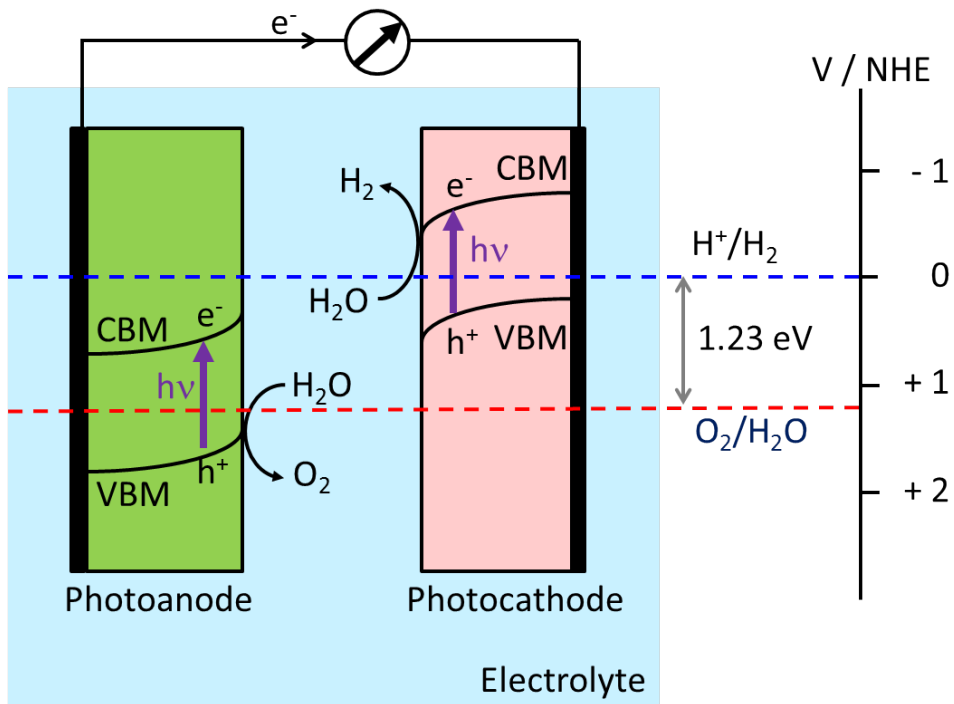 e⁻
V / NHE
CBM
- 1
H₂
e⁻
hν
H⁺/H₂
0
H₂O
e⁻
CBM
h⁺
VBM
1.23 eV
hν
H₂O
+ 1
O₂/H₂O
h⁺
O₂
VBM
+ 2
Photoanode
Photocathode
Electrolyte